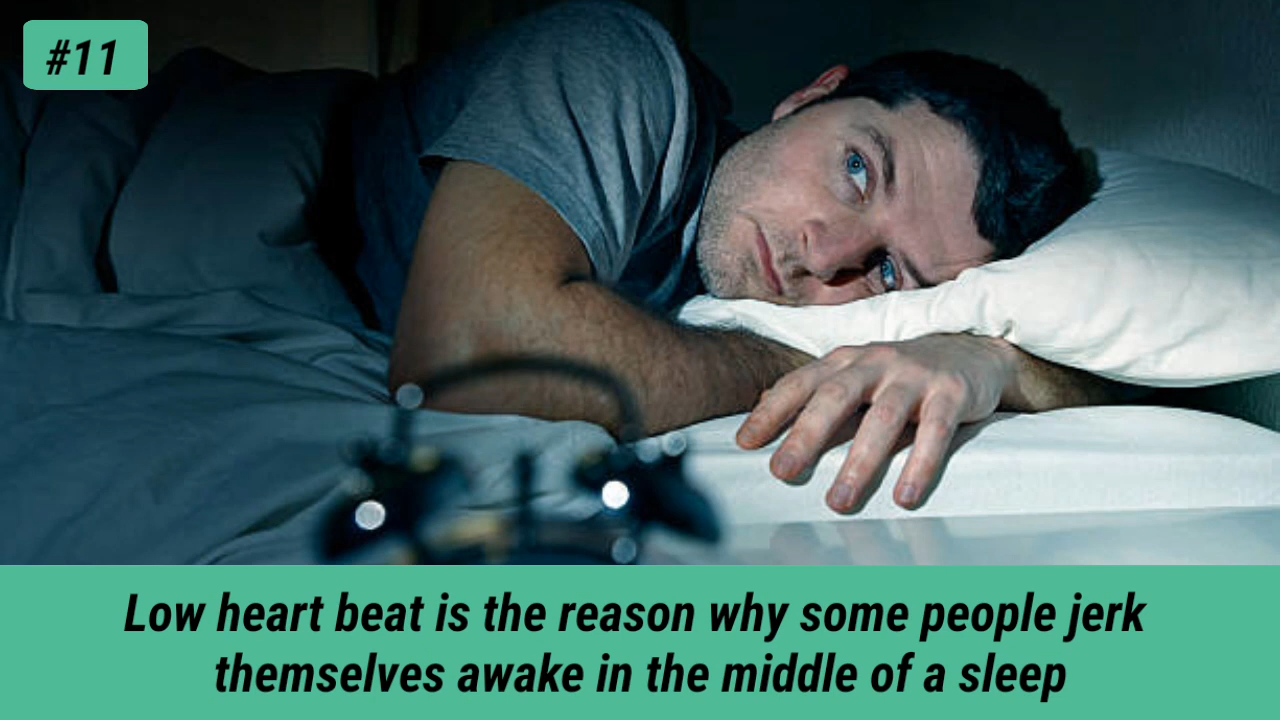 #11
Low heart beat is the reason why some people jerk
themselves awake in the middle of a sleep